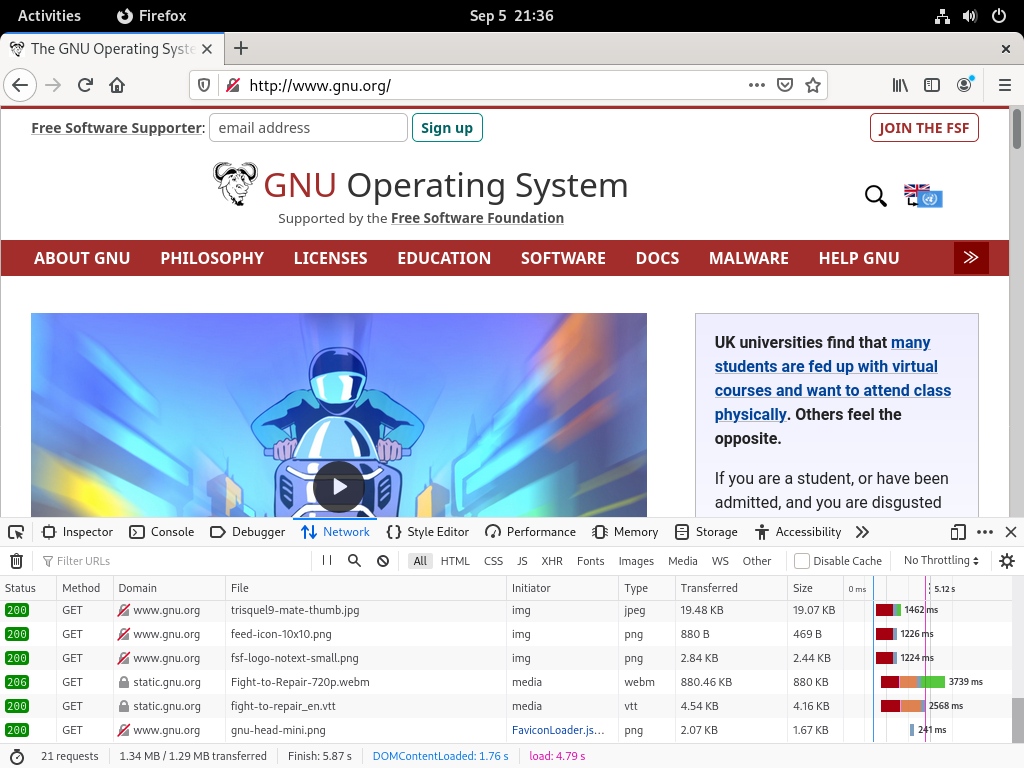 Activities Firefox Sep 5 21:36
The GNU Operating Syste
http://www.gnu.org/
Free Software Supporter: email address Sign up JOIN THE FSF
GNU Operating System
Supported by the Free Software Foundation
ABOUT GNU PHILOSOPHY LICENSES EDUCATION SOFTWARE DOCS MALWARE HELP GNU
UK universities find that many
students are fed up with virtual
courses and want to attend class
physically. Others feel the
opposite.
If you are a student, or have been
admitted, and you are disgusted
Inspector Console Debugger Network Style Editor Performance Memory Storage Accessibility
Filter URLs All HTML CSS JS XHR Fonts Images Media WS Other Disable Cache No Throttling
Status Method Domain File Initiator Type Transferred Size 0 ms 5.12 s
200 GET www.gnu.org trisquel9-mate-thumb.jpg img jpeg 19.48 KB 19.07 KB 1462 ms
200 GET www.gnu.org feed-icon-10x10.png img png 880 B 469 B 1226 ms
200 GET www.gnu.org fsf-logo-notext-small.png img png 2.84 KB 2.44 KB 1224 ms
206 GET static.gnu.org Fight-to-Repair-720p.webm media webm 880.46 KB 880 KB 3739 ms
200 GET static.gnu.org fight-to-repair_en.vtt media vtt 4.54 KB 4.16 KB 2568 ms
200 GET www.gnu.org gnu-head-mini.png FaviconLoader.js... png 2.07 KB 1.67 KB 241 ms
21 requests 1.34 MB / 1.29 MB transferred Finish: 5.87 s DOMContentLoaded: 1.76 s load: 4.79 s